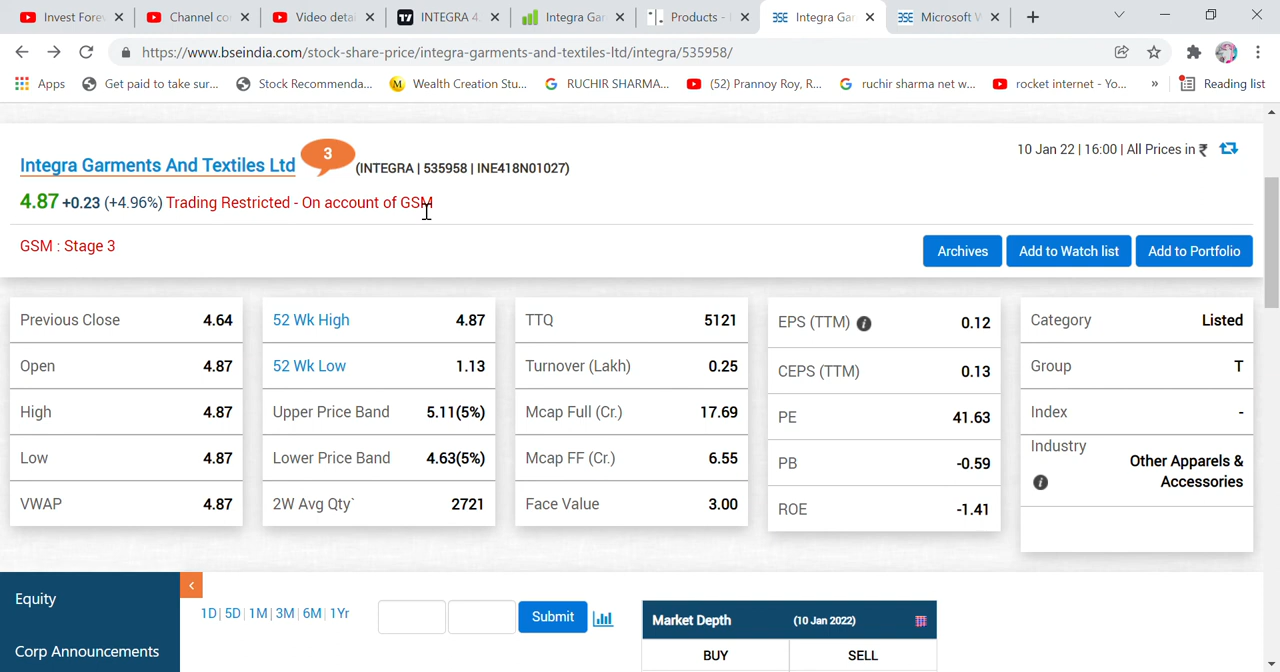 Invest Fore
Channel co
Video detai
INTEGRA 4.
Integra Gar
Products -
Integra Gar
Microsoft W
https://www.bseindia.com/stock-share-price/integra-garments-and-textiles-ltd/integra/535958/
Apps
Get paid to take sur...
Stock Recommenda...
M
Wealth Creation Stu...
RUCHIR SHARMA...
(52) Prannoy Roy, R...
ruchir sharma net w...
rocket internet - Yo...
»
Reading list
Integra Garments And Textiles Ltd
3
(INTEGRA | 535958 | INE418N01027)
10 Jan 22 | 16:00 | All Prices in ₹
4.87 +0.23 (+4.96%) Trading Restricted - On account of GSM
GSM : Stage 3
Archives
Add to Watch list
Add to Portfolio
Previous Close 4.64
Open 4.87
High 4.87
Low 4.87
VWAP 4.87
52 Wk High 4.87
52 Wk Low 1.13
Upper Price Band 5.11(5%)
Lower Price Band 4.63(5%)
2W Avg Qty` 2721
TTQ 5121
Turnover (Lakh) 0.25
Mcap Full (Cr.) 17.69
Mcap FF (Cr.) 6.55
Face Value 3.00
EPS (TTM) 0.12
CEPS (TTM) 0.13
PE 41.63
PB -0.59
ROE -1.41
Category Listed
Group T
Index -
Industry
Other Apparels &
Accessories
Equity
Corp Announcements
1D | 5D | 1M | 3M | 6M | 1Yr
Submit
Market Depth (10 Jan 2022)
BUY SELL